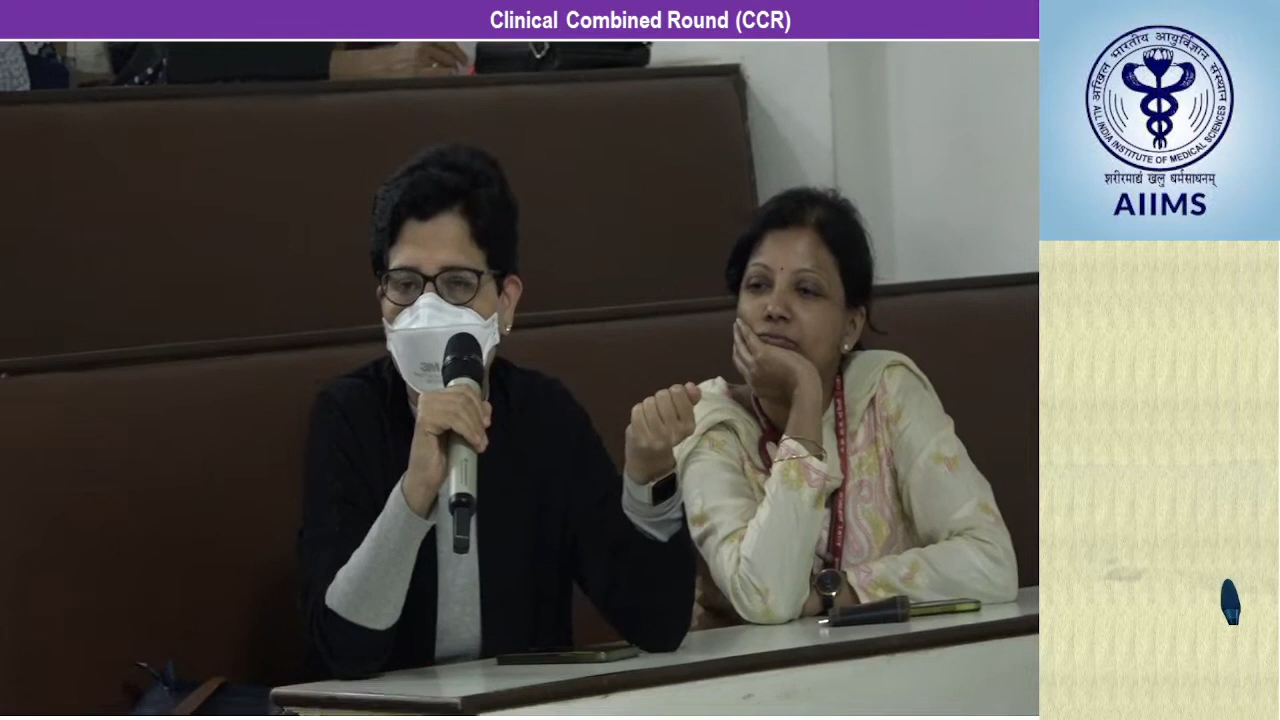 Clinical Combined Round (CCR)
अखिल भारतीय आयुर्विज्ञान संस्थान
ALL INDIA INSTITUTE OF MEDICAL SCIENCES
शरीरमाद्यं खलु धर्मसाधनम्
AIIMS